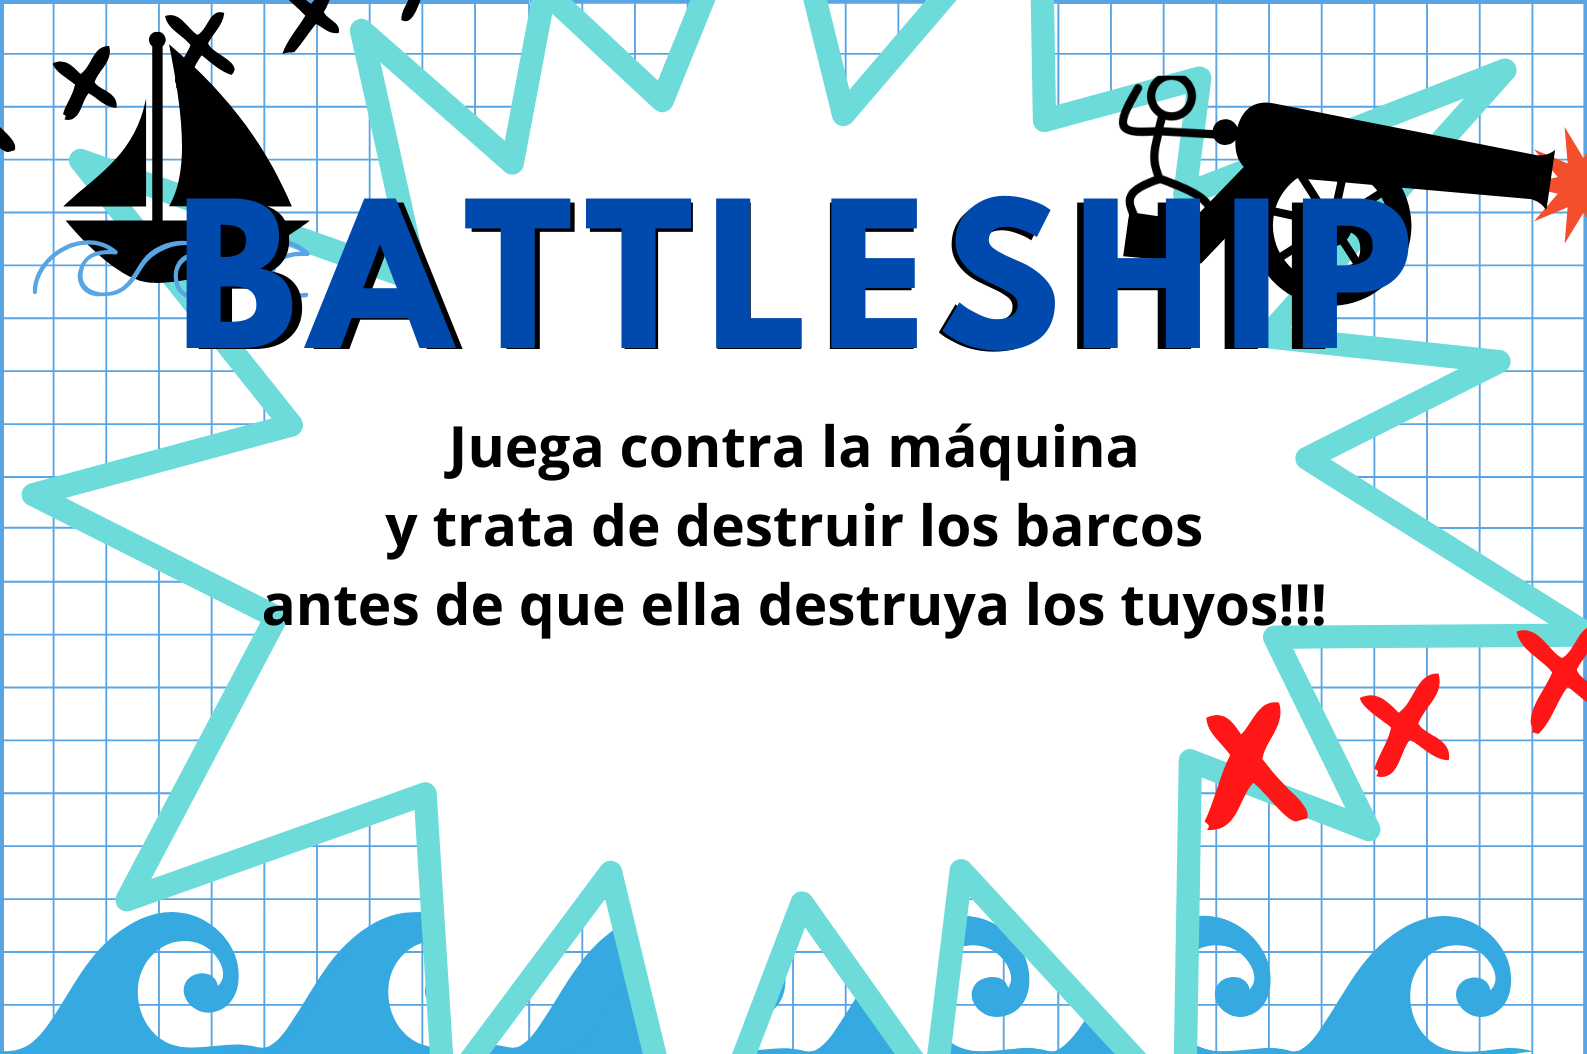 BATTLESHIP
Juega contra la máquina
y trata de destruir los barcos
antes de que ella destruya los tuyos!!!